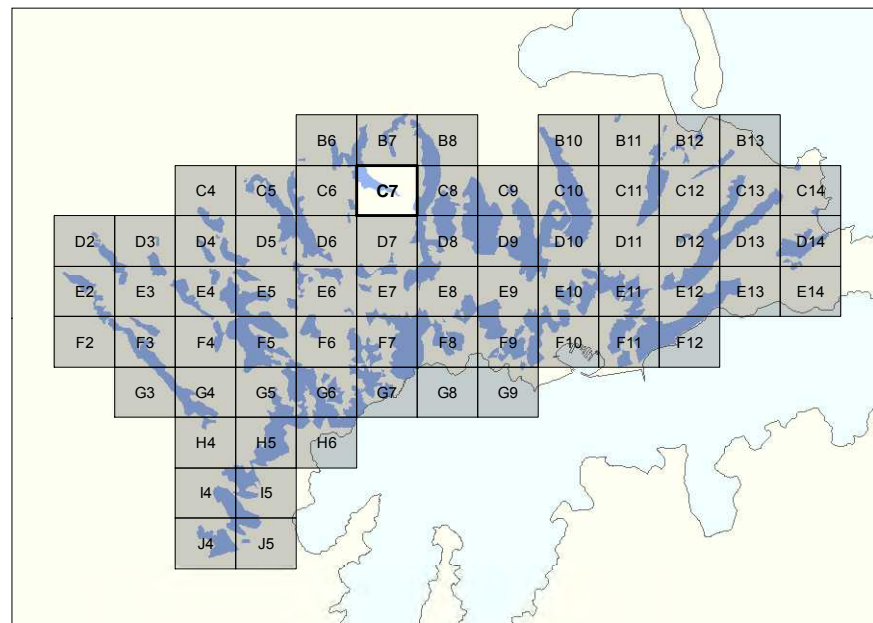 B6 B7 B8 B10 B11 B12 B13
C4 C5 C6 C7 C8 C9 C10 C11 C12 C13 C14
D2 D3 D4 D5 D6 D7 D8 D9 D10 D11 D12 D13 D14
E2 E3 E4 E5 E6 E7 E8 E9 E10 E11 E12 E13 E14
F2 F3 F4 F5 F6 F7 F8 F9 F10 F11 F12
G3 G4 G5 G6 G7 G8 G9
H4 H5 H6
I4 I5
J4 J5